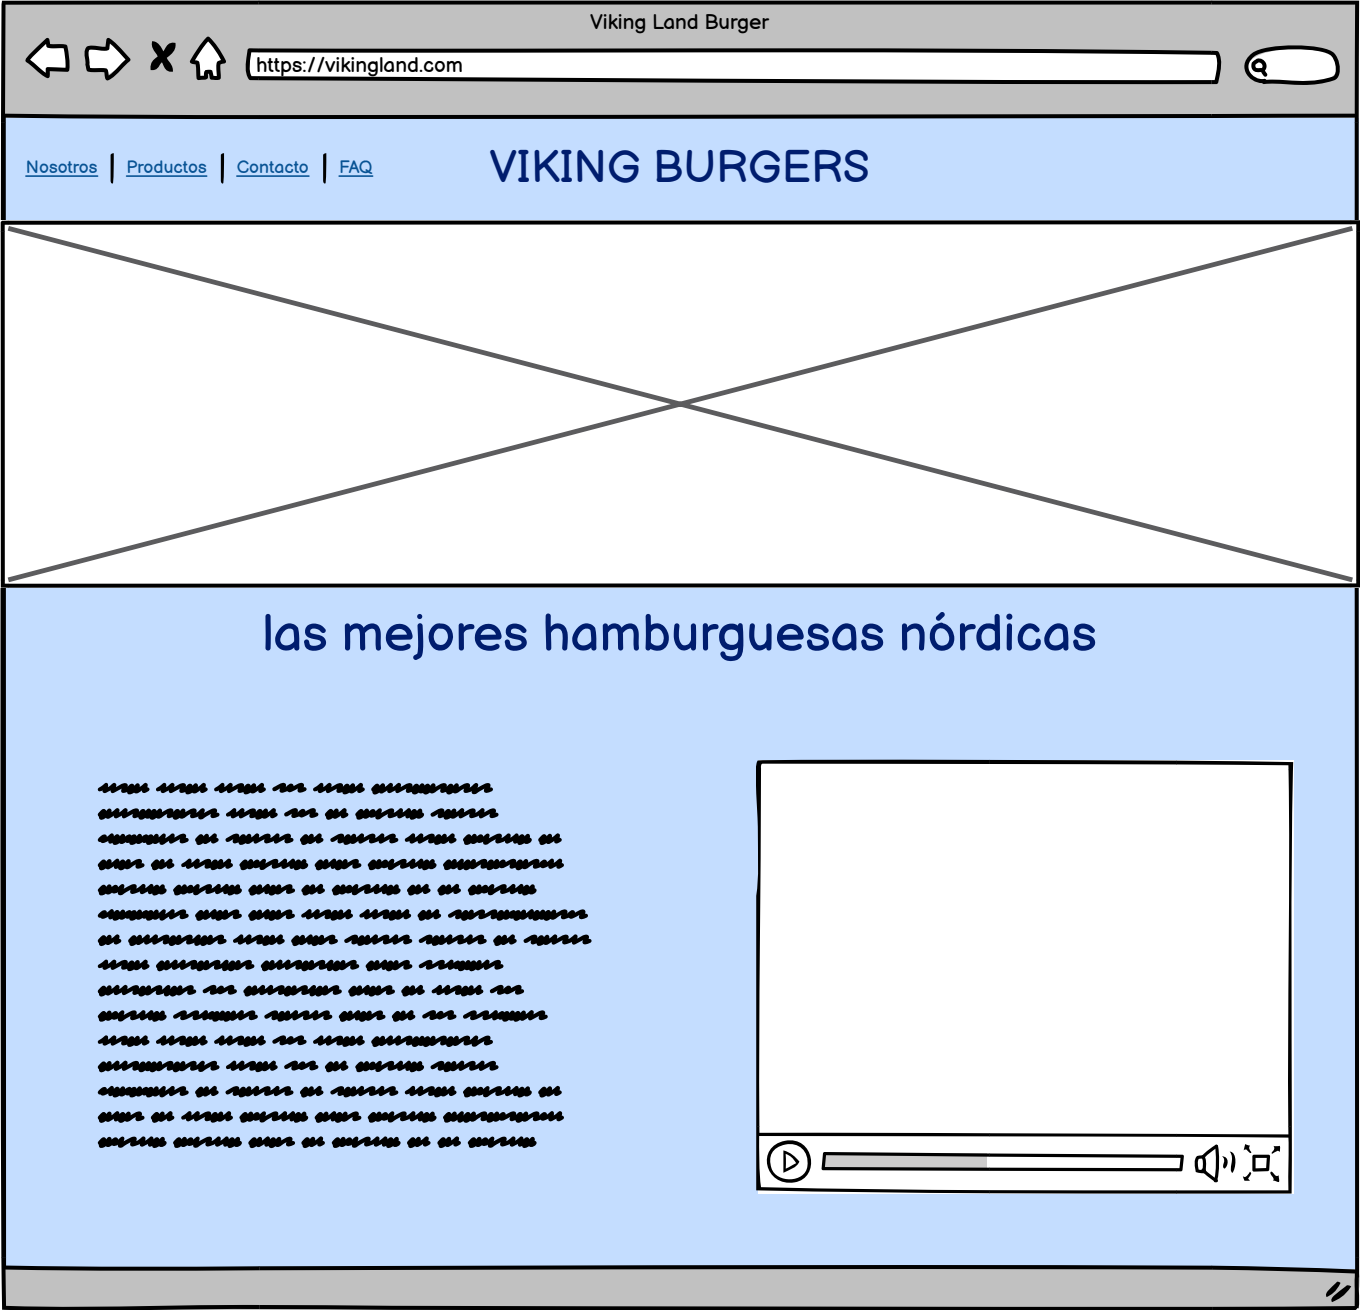 Viking Land Burger
https://vikingland.com
Nosotros Productos Contacto FAQ
VIKING BURGERS
las mejores hamburguesas nórdicas